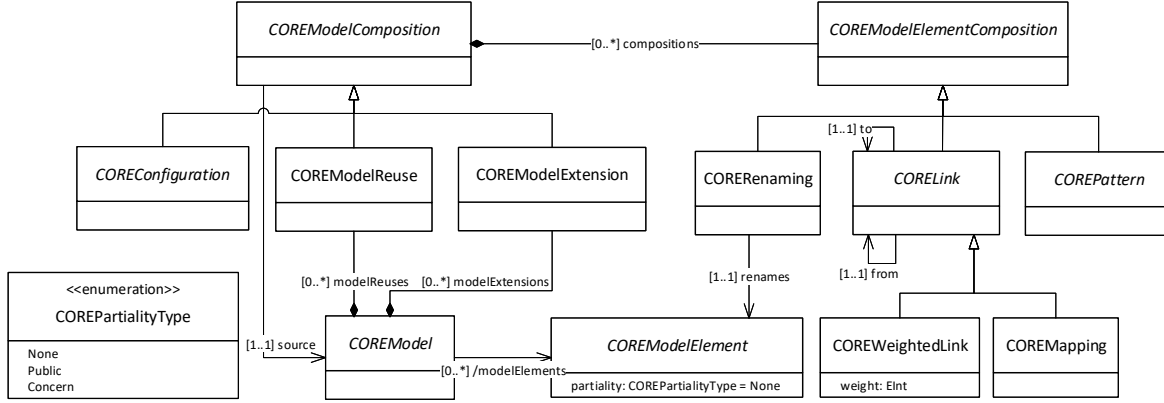 COREModelComposition
[0..*] compositions
COREModelElementComposition
COREConfiguration
COREModelReuse
COREModelExtension
CORERenaming
[1..1] to
CORELink
COREPattern
[1..1] from
[1..1] renames
[0..*] modelReuses
[0..*] modelExtensions
<<enumeration>>
COREPartialityType
None
Public
Concern
[1..1] source
COREModel
[0..*] /modelElements
COREModelElement
partiality: COREPartialityType = None
COREWeightedLink
weight: EInt
COREMapping